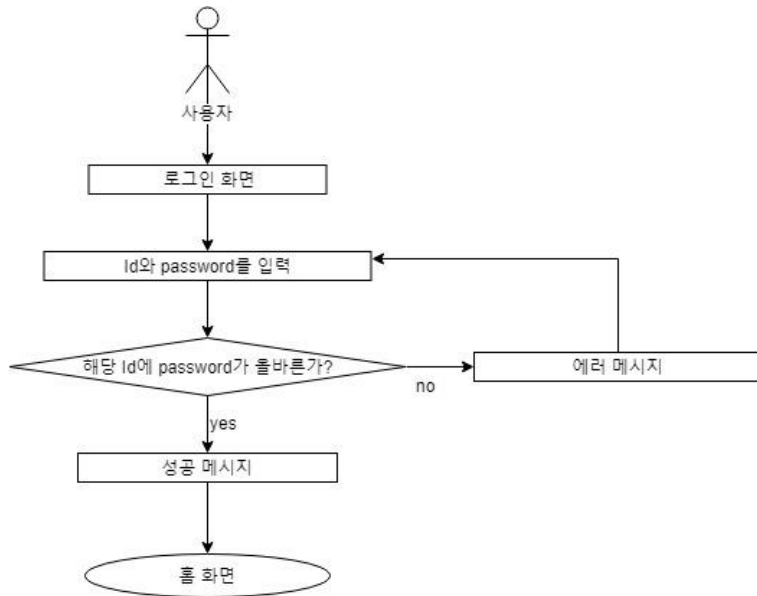 사용자
로그인 화면
Id와 password를 입력
해당 Id에 password가 올바른가?
no
에러 메시지
yes
성공 메시지
홈 화면